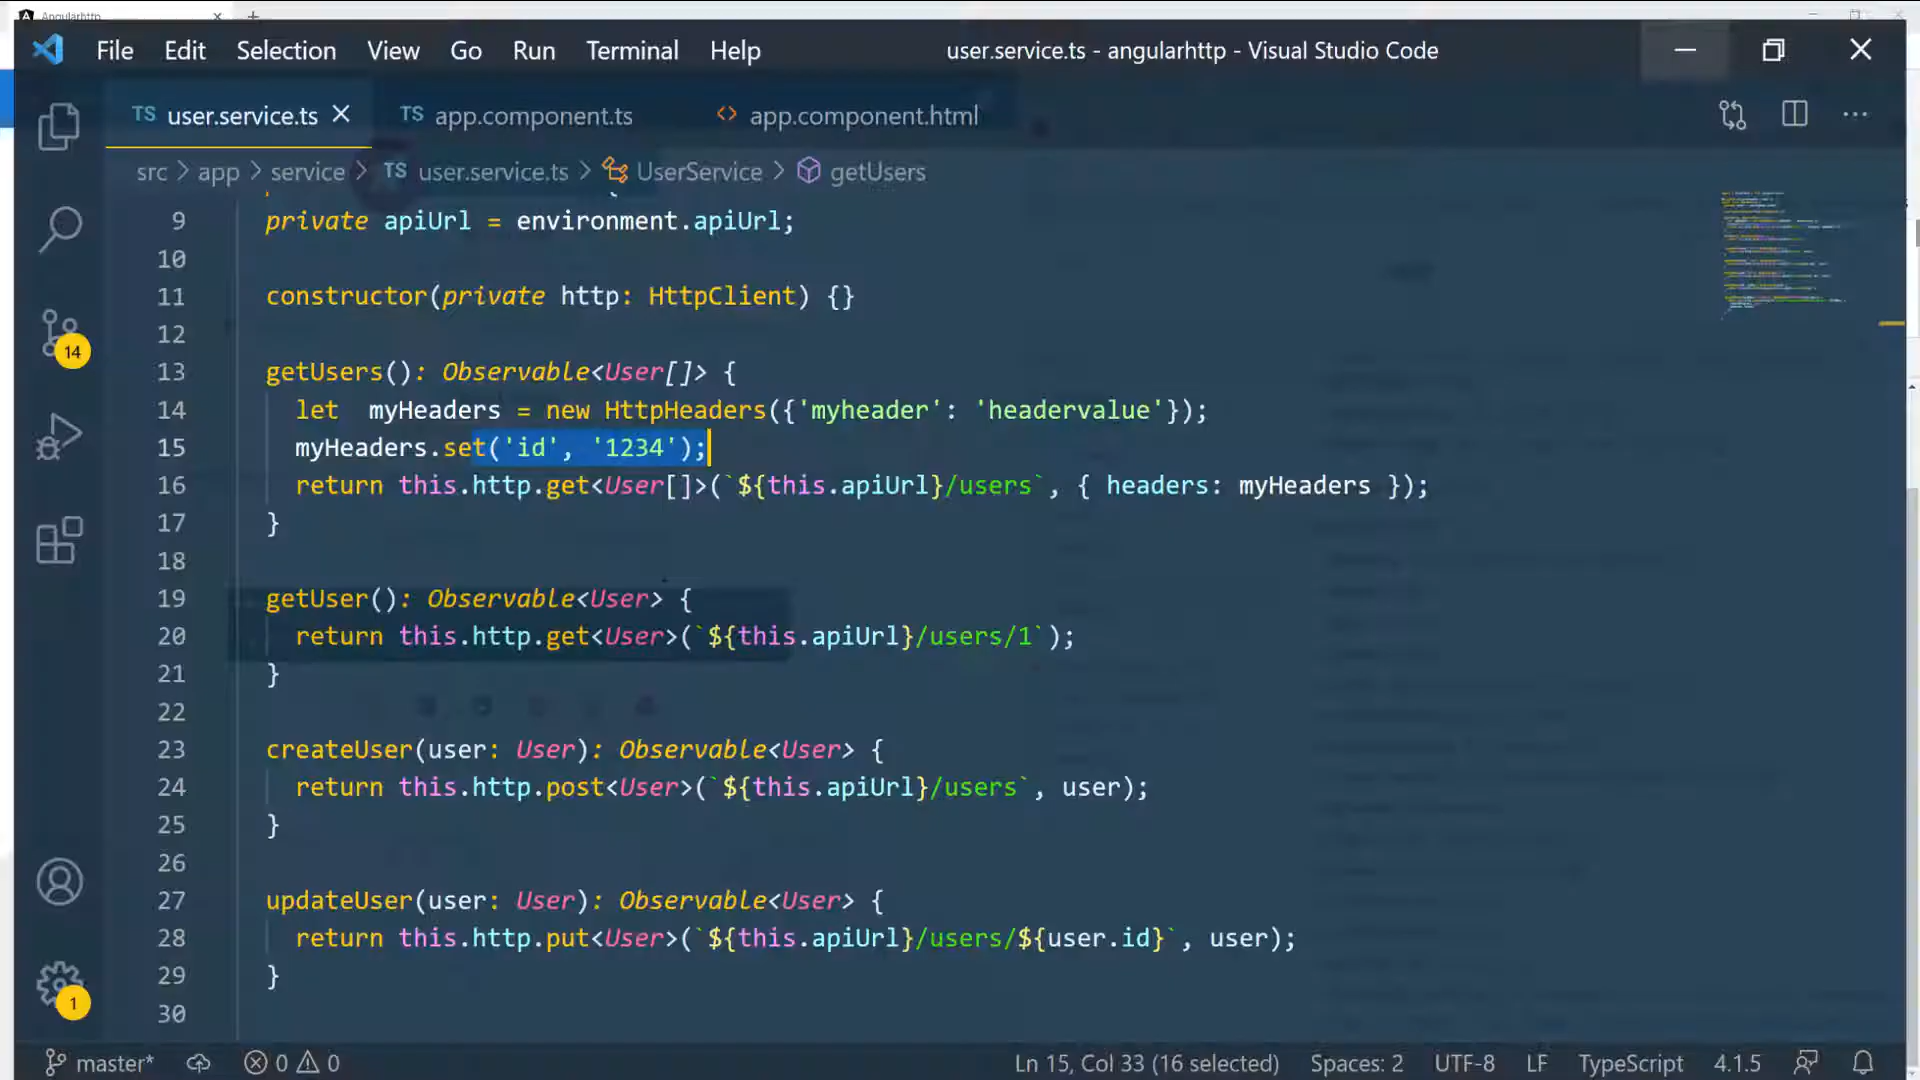 Angularhttp
File Edit Selection View Go Run Terminal Help user.service.ts - angularhttp - Visual Studio Code
TS user.service.ts TS app.component.ts <> app.component.html
src > app > service > TS user.service.ts > UserService > getUsers
9 private apiUrl = environment.apiUrl;
10
11 constructor(private http: HttpClient) {}
12
13 getUsers(): Observable<User[]> {
14 let  myHeaders = new HttpHeaders({'myheader': 'headervalue'});
15 myHeaders.set('id', '1234');
16 return this.http.get<User[]>(`${this.apiUrl}/users`, { headers: myHeaders });
17 }
18
19 getUser(): Observable<User> {
20 return this.http.get<User>(`${this.apiUrl}/users/1`);
21 }
22
23 createUser(user: User): Observable<User> {
24 return this.http.post<User>(`${this.apiUrl}/users`, user);
25 }
26
27 updateUser(user: User): Observable<User> {
28 return this.http.put<User>(`${this.apiUrl}/users/${user.id}`, user);
29 }
30
14
1
master* 0 0 Ln 15, Col 33 (16 selected) Spaces: 2 UTF-8 LF TypeScript 4.1.5